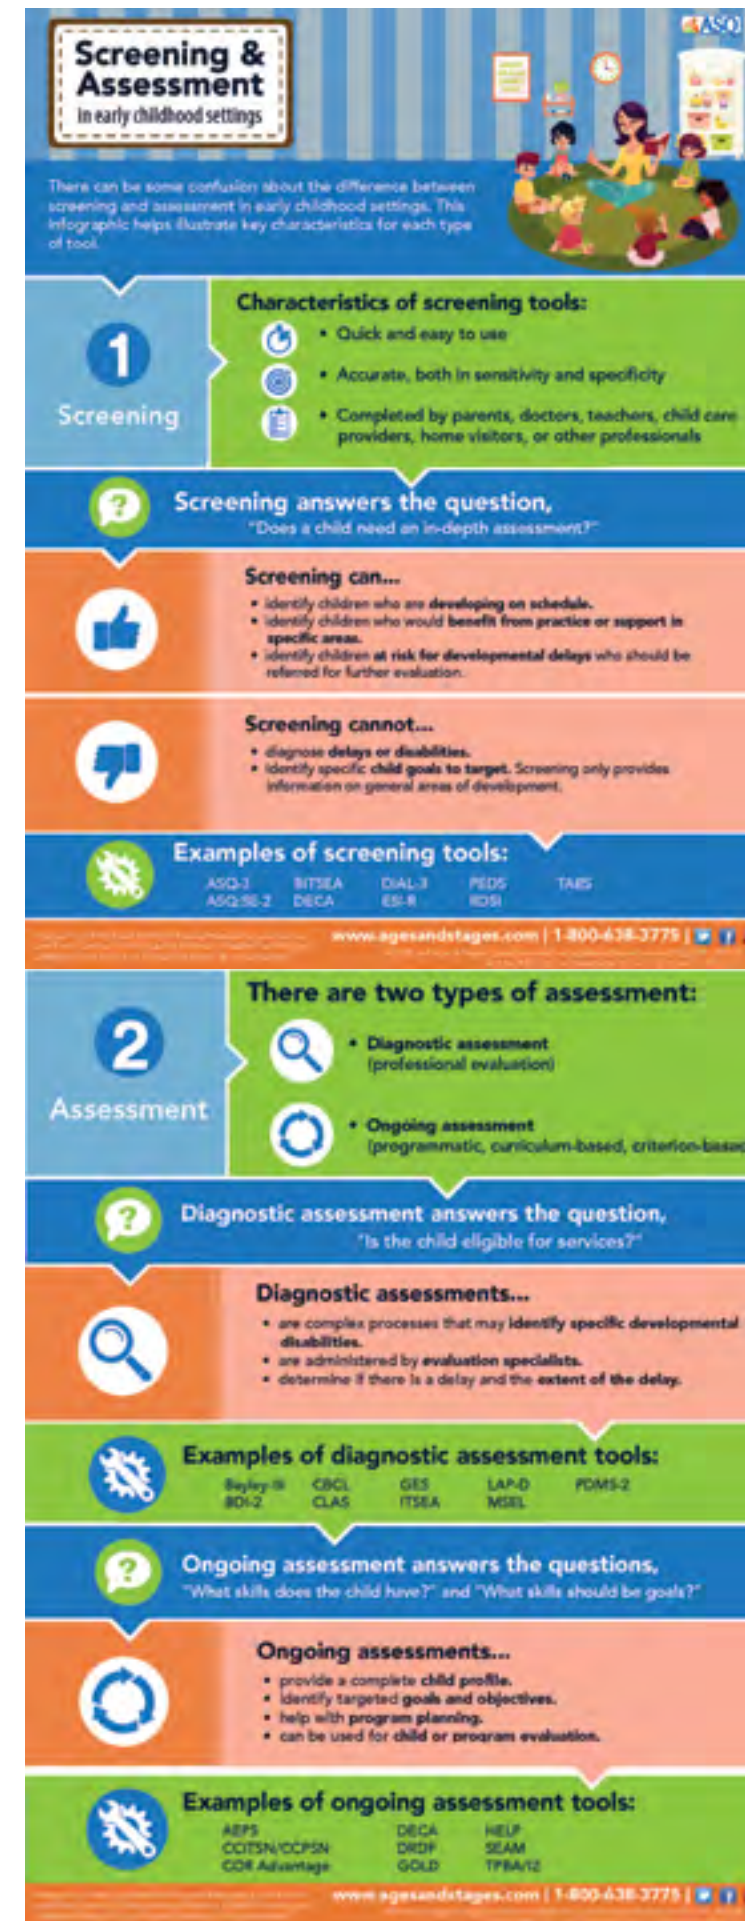 ASQ
Screening &
Assessment
in early childhood settings
There can be some confusion about the difference between
screening and assessment in early childhood settings. This
infographic helps illustrate key characteristics for each type
of tool.
1
Screening
Characteristics of screening tools:
• Quick and easy to use
• Accurate, both in sensitivity and specificity
• Completed by parents, doctors, teachers, child care
providers, home visitors, or other professionals
?
Screening answers the question,
"Does a child need an in-depth assessment?"
Screening can...
• identify children who are developing on schedule.
• identify children who would benefit from practice or support in
specific areas.
• identify children at risk for developmental delays who should be
referred for further evaluation.
Screening cannot...
• diagnose delays or disabilities.
• identify specific child goals to target. Screening only provides
information on general areas of development.
Examples of screening tools:
ASQ-3 BITSEA DIAL-3 PEDS TABS
ASQ:SE-2 DECA ESI-R RDSI
www.agesandstages.com | 1-800-638-3775 |
2
Assessment
There are two types of assessment:
• Diagnostic assessment
(professional evaluation)
• Ongoing assessment
(programmatic, curriculum-based, criterion-based
?
Diagnostic assessment answers the question,
"Is the child eligible for services?"
Diagnostic assessments...
• are complex processes that may identify specific developmental
disabilities.
• are administered by evaluation specialists.
• determine if there is a delay and the extent of the delay.
Examples of diagnostic assessment tools:
Bayley-III CBCL GES LAP-D PDMS-2
BDI-2 CLAS ITSEA MSEL
?
Ongoing assessment answers the questions,
"What skills does the child have?" and "What skills should be goals?"
Ongoing assessments...
• provide a complete child profile.
• identify targeted goals and objectives.
• help with program planning.
• can be used for child or program evaluation.
Examples of ongoing assessment tools:
AEPS DECA HELP
CCITSN/CCPSN DRDP SEAM
COR Advantage GOLD TPBA/I2
www.agesandstages.com | 1-800-638-3775 |